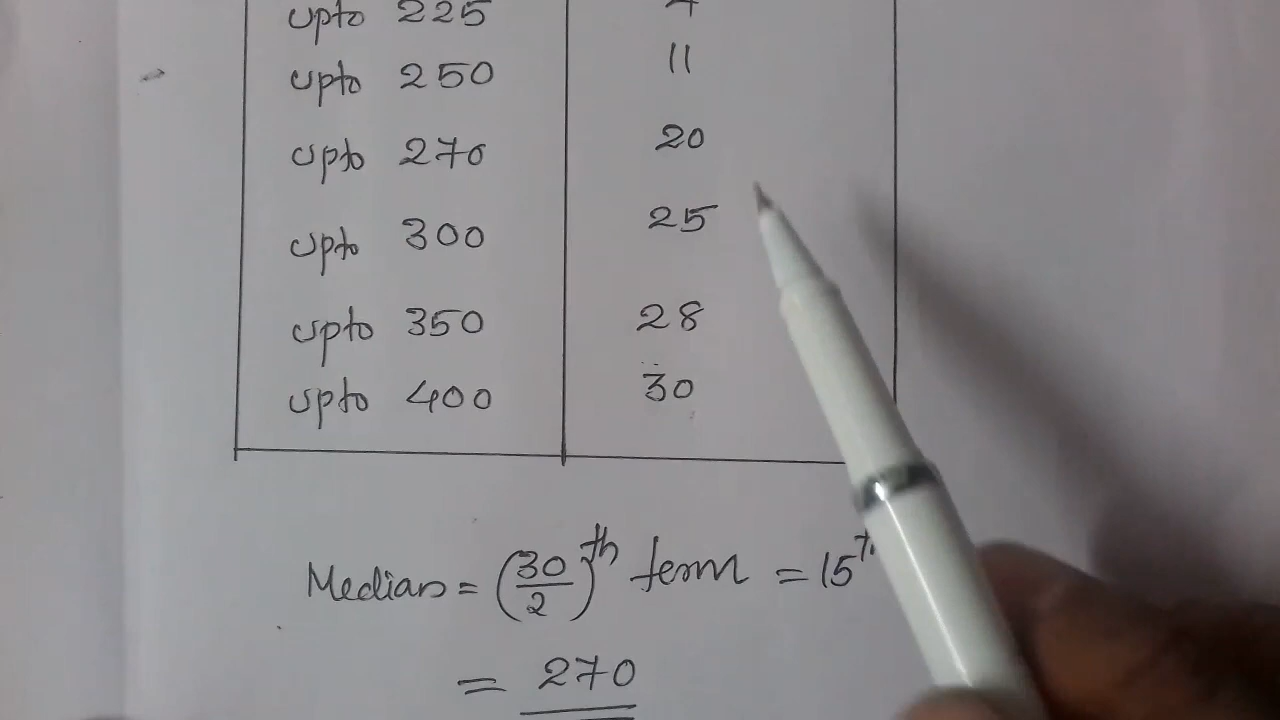 upto 225
upto 250 11
upto 270 20
upto 300 25
upto 350 28
upto 400 30
Median = (30/2)th term = 15
= 270